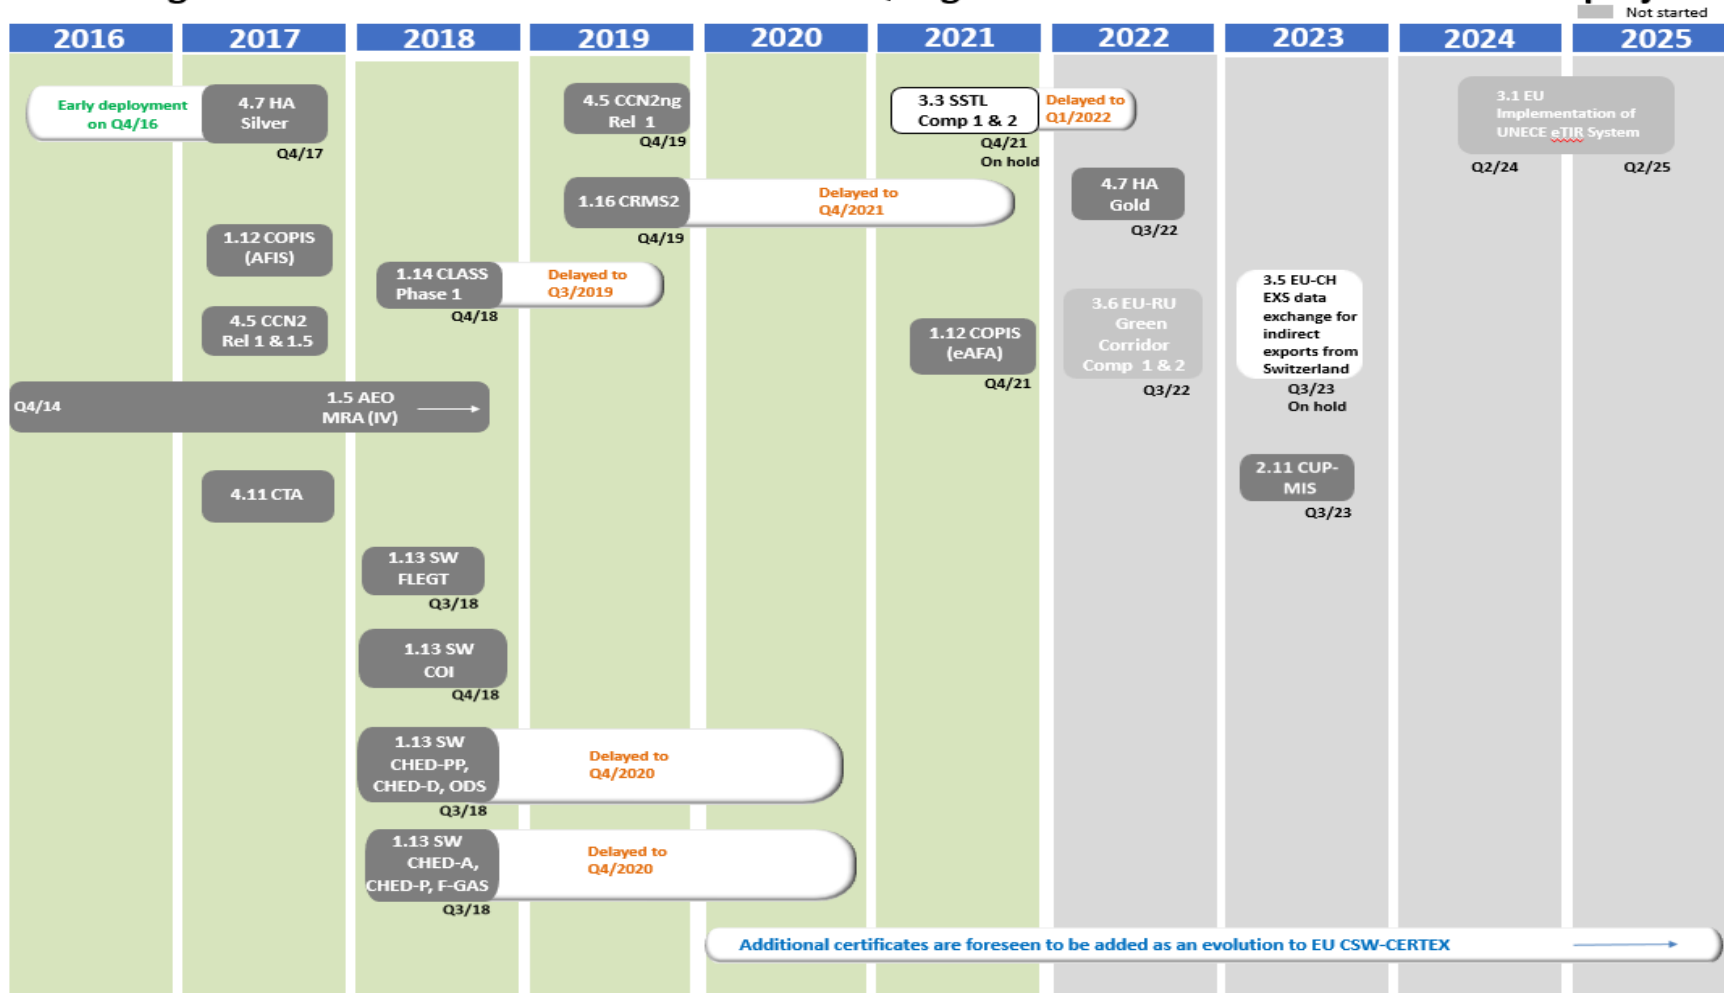 Not started
2016 2017 2018 2019 2020 2021 2022 2023 2024 2025
Early deployment
on Q4/16
4.7 HA
Silver
Q4/17
4.5 CCN2ng
Rel 1
Q4/19
3.3 SSTL
Comp 1 & 2
Q4/21
On hold
Delayed to
Q1/2022
3.1 EU
Implementation of
UNECE eTIR System
Q2/24
Q2/25
1.16 CRMS2
Q4/19
Delayed to
Q4/2021
4.7 HA
Gold
Q3/22
1.12 COPIS
(AFIS)
1.14 CLASS
Phase 1
Q4/18
Delayed to
Q3/2019
3.6 EU-RU
Green
Corridor
Comp 1 & 2
Q3/22
3.5 EU-CH
EXS data
exchange for
indirect
exports from
Switzerland
Q3/23
On hold
4.5 CCN2
Rel 1 & 1.5
1.12 COPIS
(eAFA)
Q4/21
Q4/14
1.5 AEO
MRA (IV)
4.11 CTA
2.11 CUP-
MIS
Q3/23
1.13 SW
FLEGT
Q3/18
1.13 SW
COI
Q4/18
1.13 SW
CHED-PP,
CHED-D, ODS
Q3/18
Delayed to
Q4/2020
1.13 SW
CHED-A,
CHED-P, F-GAS
Q3/18
Delayed to
Q4/2020
Additional certificates are foreseen to be added as an evolution to EU CSW-CERTEX